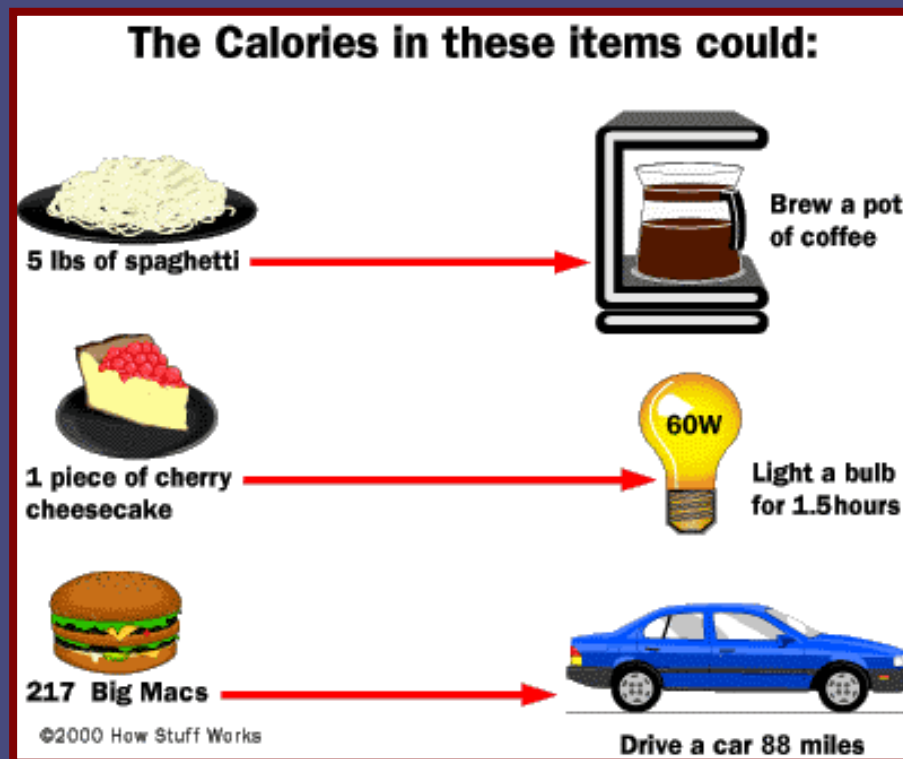 The Calories in these items could:
5 lbs of spaghetti
Brew a pot
of coffee
1 piece of cherry
cheesecake
60W
Light a bulb
for 1.5hours
217 Big Macs
Drive a car 88 miles
©2000 How Stuff Works